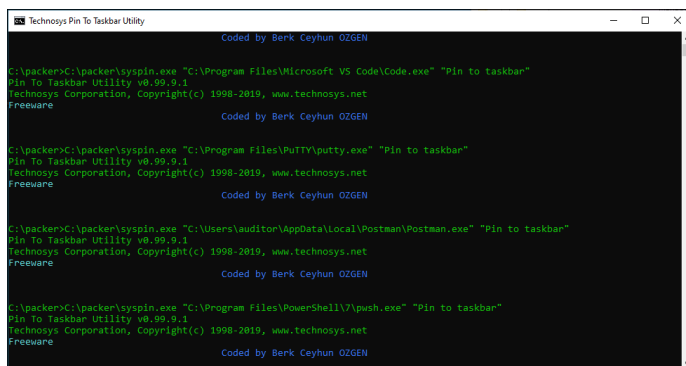 Technosys Pin To Taskbar Utility
Coded by Berk Ceyhun OZGEN
C:\packer>C:\packer\syspin.exe "C:\Program Files\Microsoft VS Code\Code.exe" "Pin to taskbar"
Pin To Taskbar Utility v0.99.9.1
Technosys Corporation, Copyright(c) 1998-2019, www.technosys.net
Freeware
Coded by Berk Ceyhun OZGEN
C:\packer>C:\packer\syspin.exe "C:\Program Files\PuTTY\putty.exe" "Pin to taskbar"
Pin To Taskbar Utility v0.99.9.1
Technosys Corporation, Copyright(c) 1998-2019, www.technosys.net
Freeware
Coded by Berk Ceyhun OZGEN
C:\packer>C:\packer\syspin.exe "C:\Users\auditor\AppData\Local\Postman\Postman.exe" "Pin to taskbar"
Pin To Taskbar Utility v0.99.9.1
Technosys Corporation, Copyright(c) 1998-2019, www.technosys.net
Freeware
Coded by Berk Ceyhun OZGEN
C:\packer>C:\packer\syspin.exe "C:\Program Files\PowerShell\7\pwsh.exe" "Pin to taskbar"
Pin To Taskbar Utility v0.99.9.1
Technosys Corporation, Copyright(c) 1998-2019, www.technosys.net
Freeware
Coded by Berk Ceyhun OZGEN